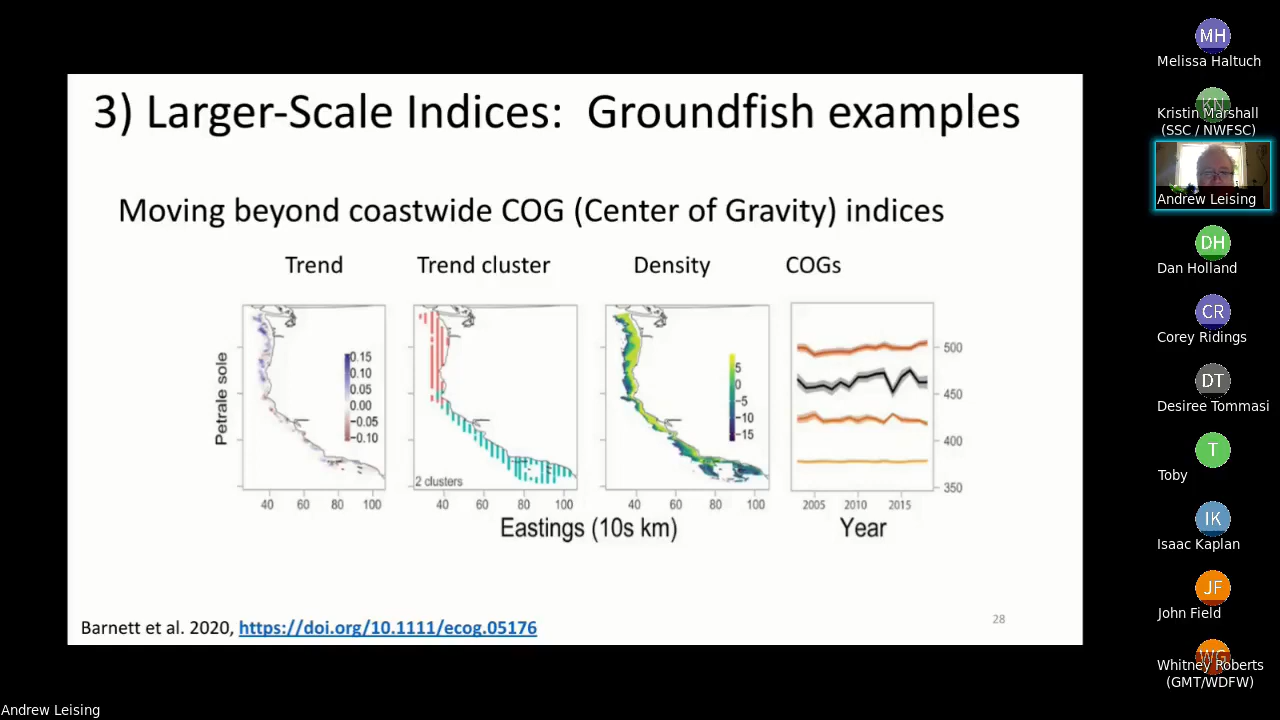 3) Larger-Scale Indices: Groundfish examples
Moving beyond coastwide COG (Center of Gravity) indices
Trend
Trend cluster
Density
COGs
Petrale sole
0.15
0.10
0.05
0.00
−0.05
−0.10
40
60
80
100
2 clusters
40
60
80
100
5
0
−5
−10
−15
40
60
80
100
500
450
400
350
2005
2010
2015
Eastings (10s km)
Year
Barnett et al. 2020, https://doi.org/10.1111/ecog.05176
28
MH
Melissa Haltuch
KN
Kristin Marshall
(SSC / NWFSC)
Andrew Leising
DH
Dan Holland
CR
Corey Ridings
DT
Desiree Tommasi
T
Toby
IK
Isaac Kaplan
JF
John Field
WG
Whitney Roberts
(GMT/WDFW)
Andrew Leising